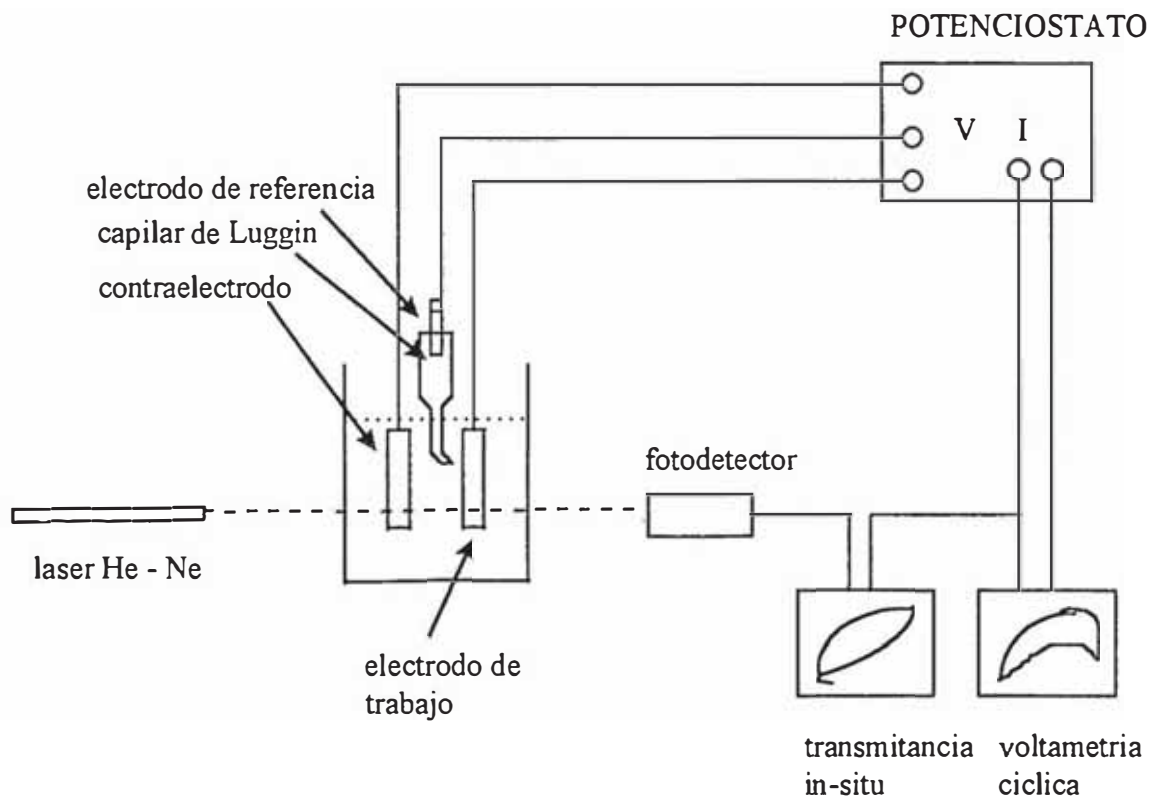 POTENCIOSTATO
V I
electrodo de referencia
capilar de Luggin
contraelectrodo
fotodetector
laser He - Ne
electrodo de
trabajo
transmitancia
in-situ
voltametria
ciclica